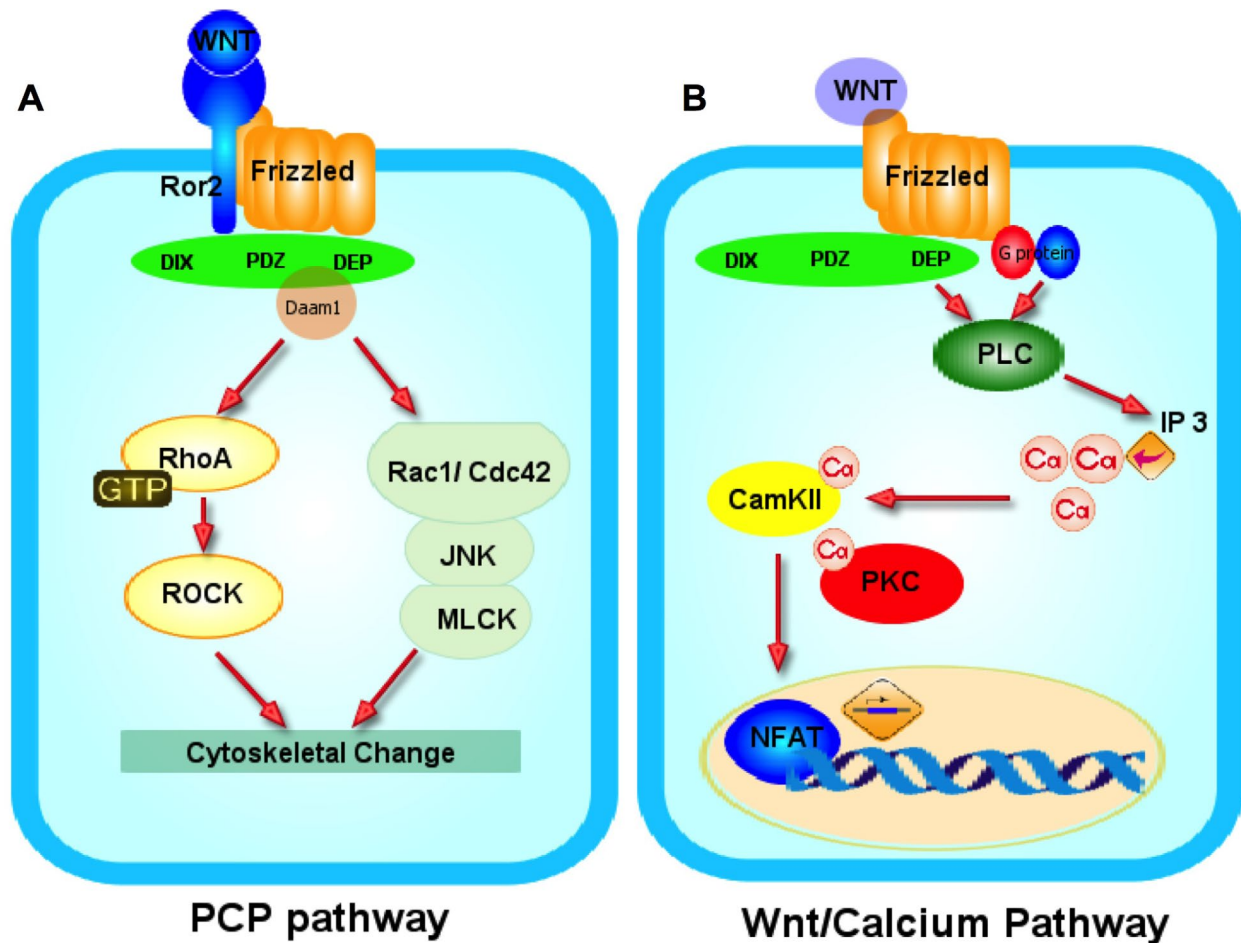 A
WNT
Ror2
Frizzled
DIX PDZ DEP
Daam1
RhoA
GTP
Rac1/ Cdc42
ROCK
JNK
MLCK
Cytoskeletal Change
PCP pathway
B
WNT
Frizzled
DIX PDZ DEP
G protein
PLC
IP 3
Ca
Ca
Ca
Ca
CamKII
Ca
PKC
NFAT
Wnt/Calcium Pathway